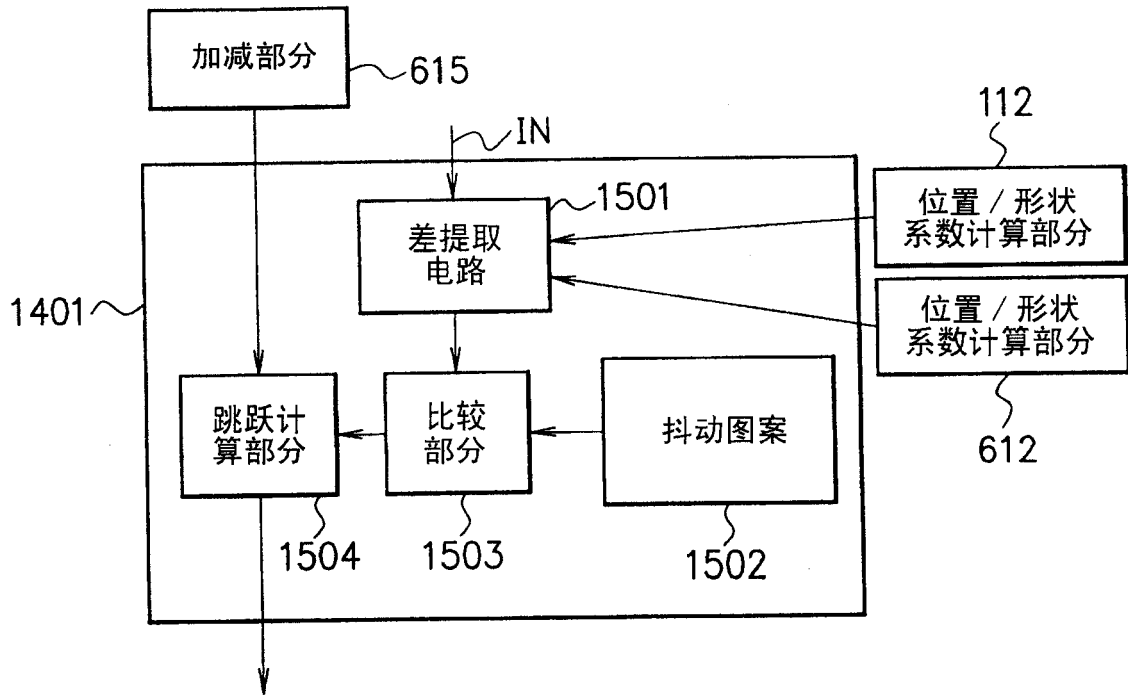 加减部分
615
IN
112
1501
位置/形状
系数计算部分
差提取
电路
1401
位置/形状
系数计算部分
612
跳跃计
算部分
比较
部分
抖动图案
1504
1503
1502